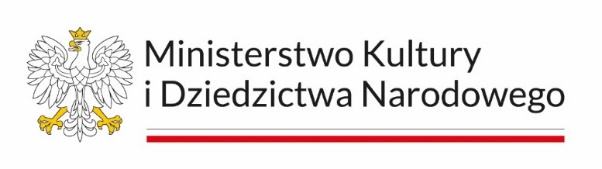 Ministerstwo Kultury
i Dziedzictwa Narodowego